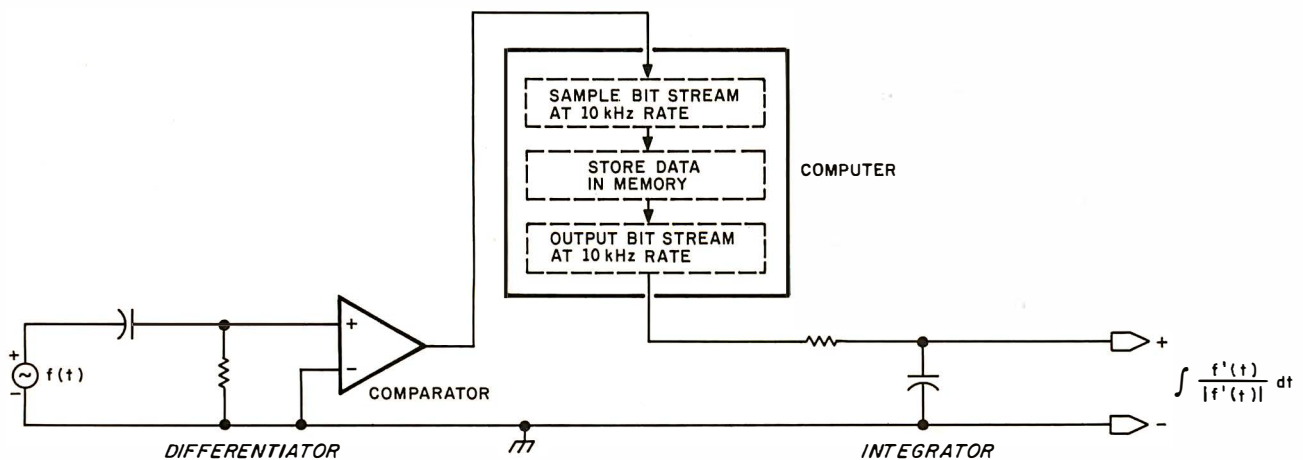 SAMPLE BIT STREAM
AT 10 kHz RATE
STORE DATA
IN MEMORY
COMPUTER
OUTPUT BIT STREAM
AT 10 kHz RATE
+
+
f(t)
-
-
COMPARATOR
+
∫ f'(t) / |f'(t)| dt
-
DIFFERENTIATOR
INTEGRATOR